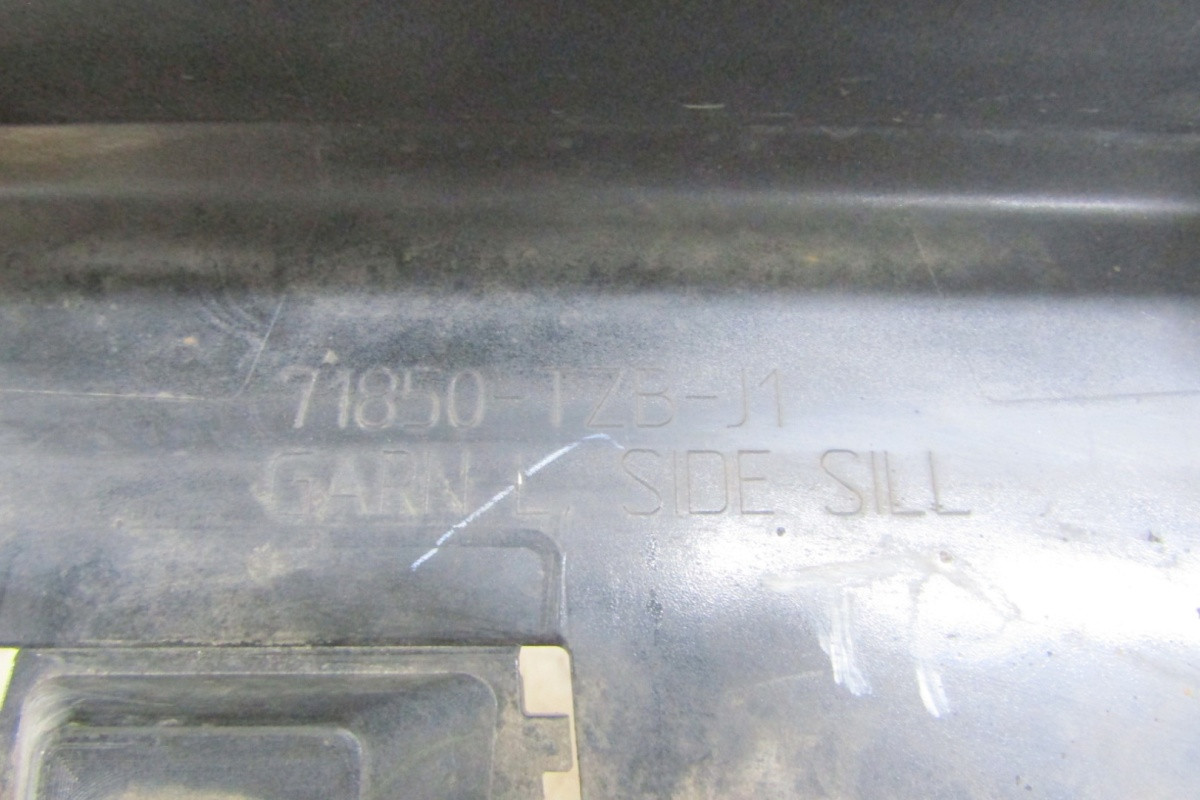 71850-TZB-J1
GARN L, SIDE SILL